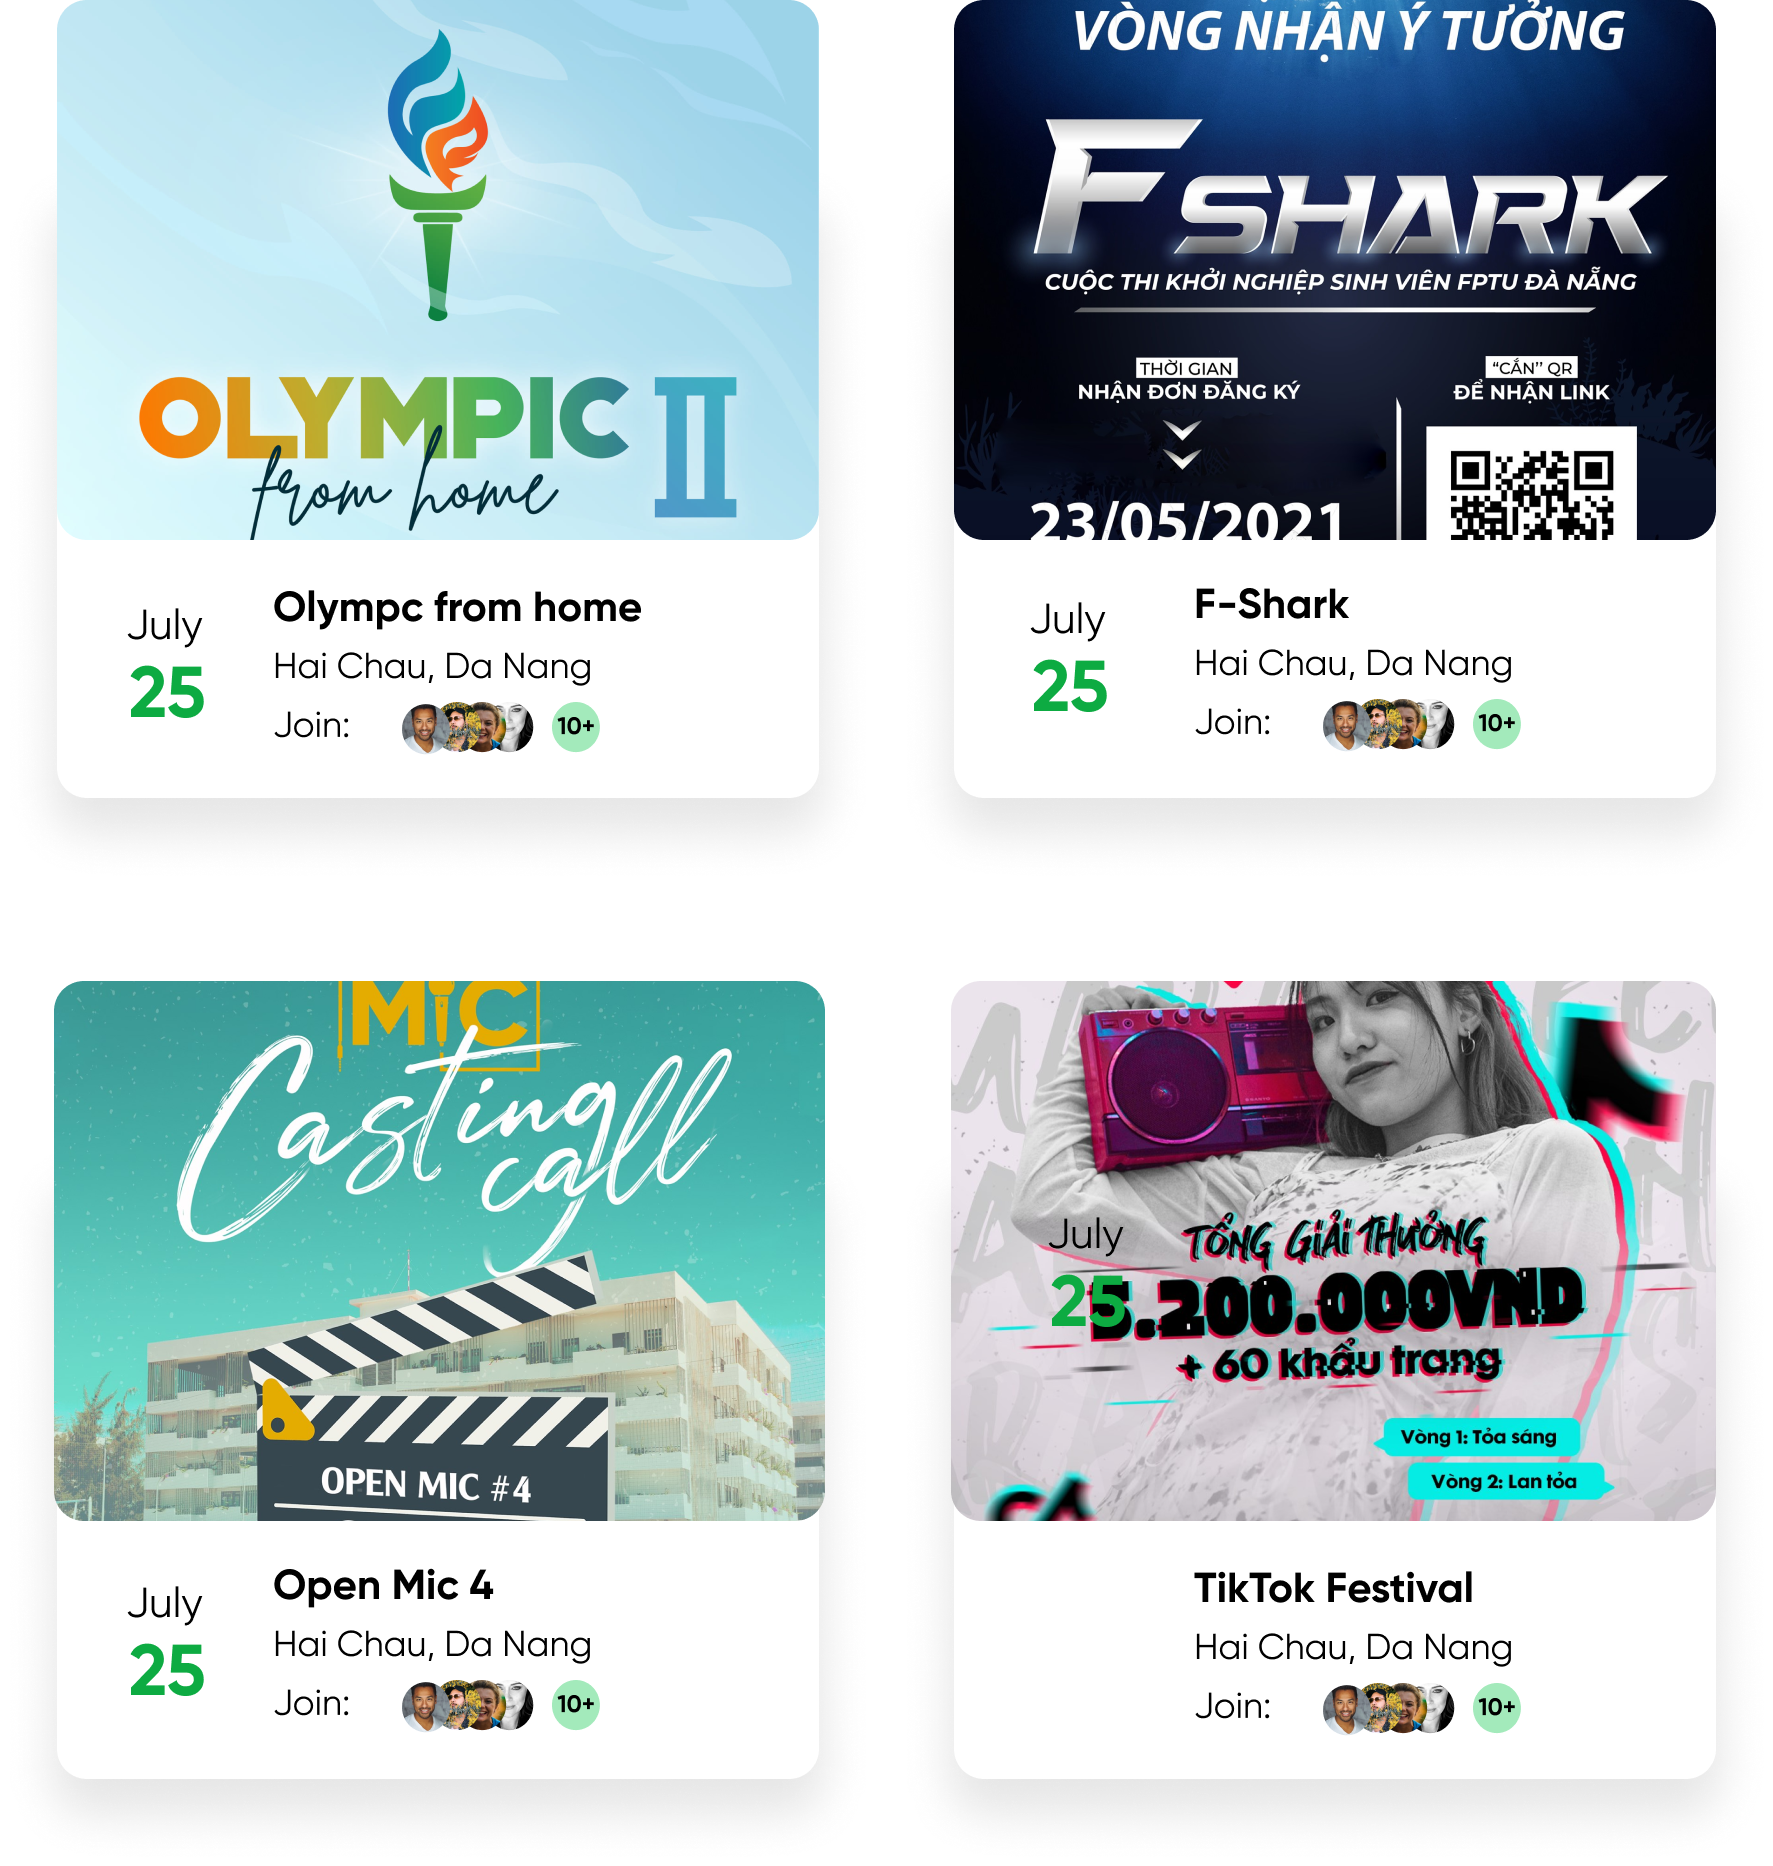 OLYMPIC II
from home
July
25
Olympc from home
Hai Chau, Da Nang
Join:
10+
VÒNG NHẬN Ý TƯỞNG
F SHARK
CUỘC THI KHỞI NGHIỆP SINH VIÊN FPTU ĐÀ NẴNG
THỜI GIAN
NHẬN ĐƠN ĐĂNG KÝ
23/05/2021
“CẮN” QR
ĐỂ NHẬN LINK
July
25
F-Shark
Hai Chau, Da Nang
Join:
10+
MIC
Casting
call
OPEN MIC #4
July
25
Open Mic 4
Hai Chau, Da Nang
Join:
10+
July
25
TỔNG GIẢI THƯỞNG
5.200.000VND
+ 60 khẩu trang
Vòng 1: Tỏa sáng
Vòng 2: Lan tỏa
TikTok Festival
Hai Chau, Da Nang
Join:
10+